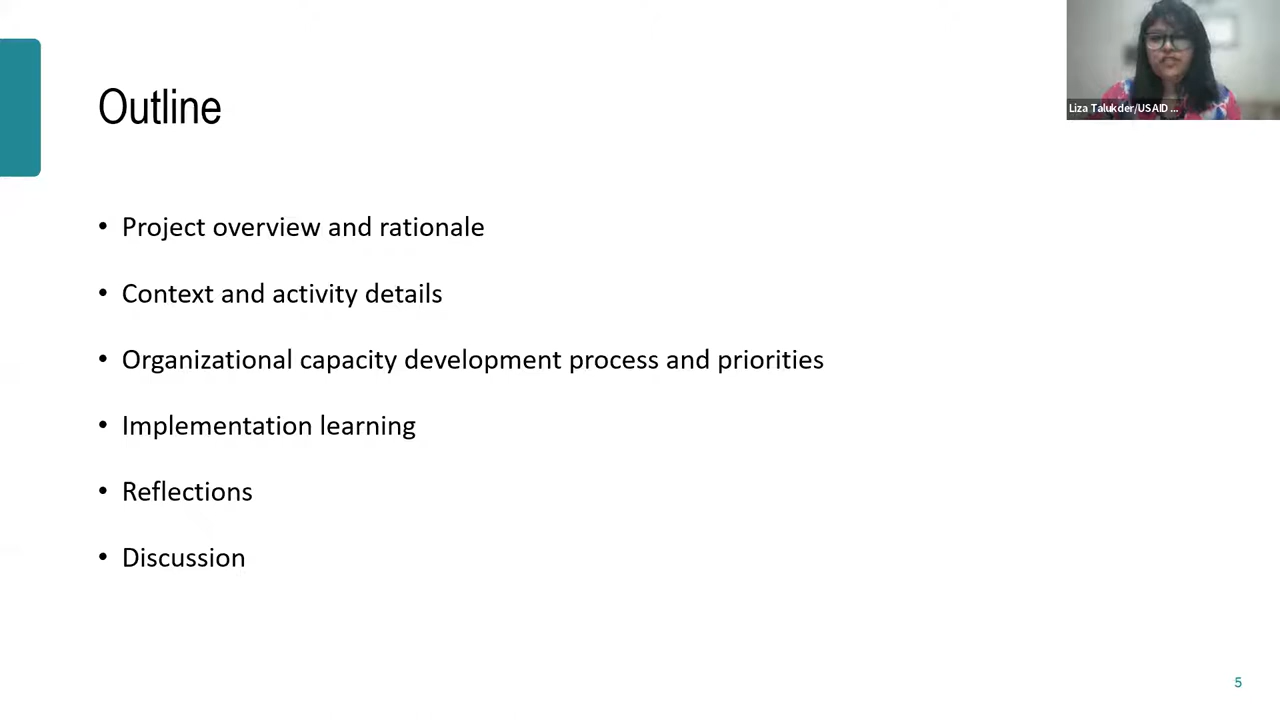 Liza Talukder/USAID ...
Outline
• Project overview and rationale
• Context and activity details
• Organizational capacity development process and priorities
• Implementation learning
• Reflections
• Discussion
5